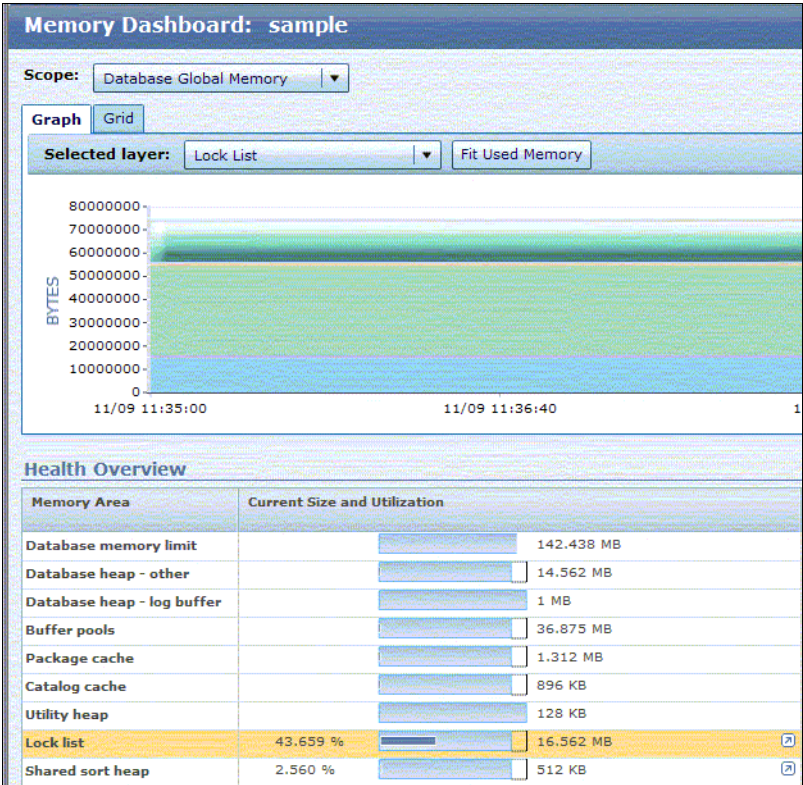 Memory Dashboard: sample
Scope: Database Global Memory
Graph Grid
Selected layer: Lock List Fit Used Memory
80000000
70000000
60000000
50000000
40000000
30000000
20000000
10000000
0
BYTES
11/09 11:35:00 11/09 11:36:40 1
Health Overview
Memory Area Current Size and Utilization
Database memory limit 142.438 MB
Database heap - other 14.562 MB
Database heap - log buffer 1 MB
Buffer pools 36.875 MB
Package cache 1.312 MB
Catalog cache 896 KB
Utility heap 128 KB
Lock list 43.659 % 16.562 MB
Shared sort heap 2.560 % 512 KB